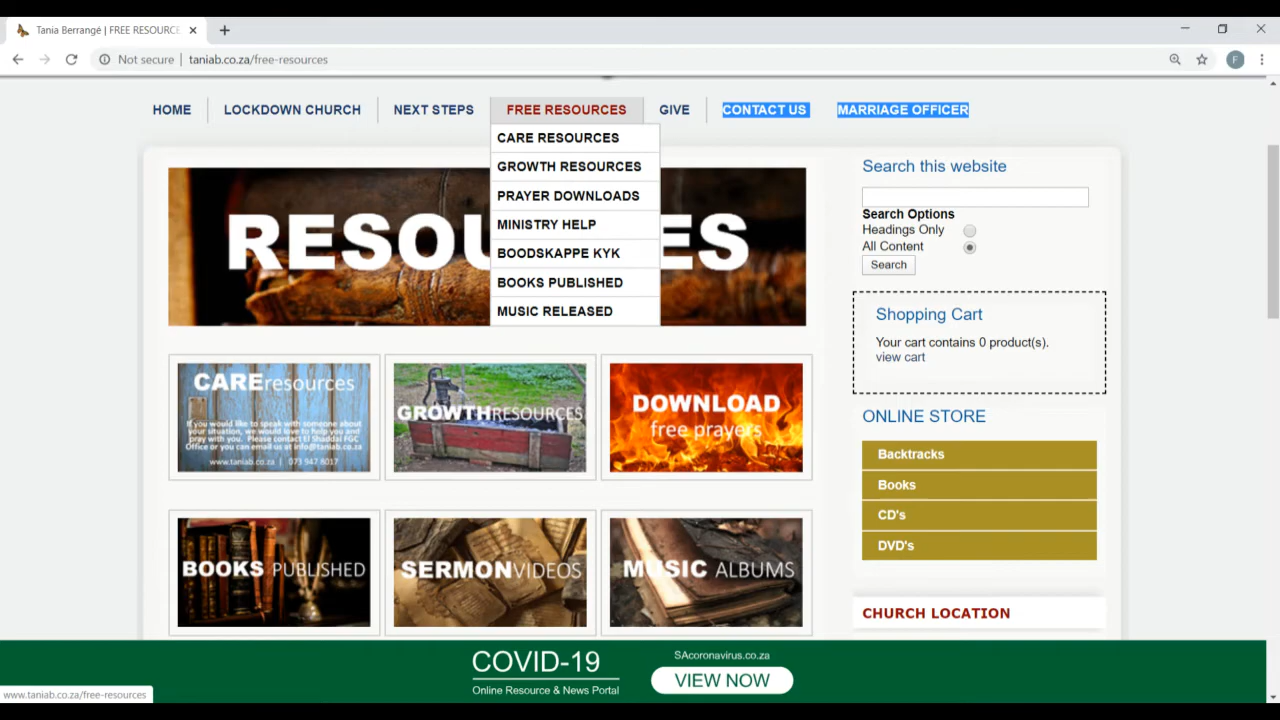 Tania Berrangé | FREE RESOURCE
Not secure | taniab.co.za/free-resources
HOME
LOCKDOWN CHURCH
NEXT STEPS
FREE RESOURCES
GIVE
CONTACT US
MARRIAGE OFFICER
CARE RESOURCES
GROWTH RESOURCES
PRAYER DOWNLOADS
MINISTRY HELP
BOODSKAPPE KYK
BOOKS PUBLISHED
MUSIC RELEASED
RESOU ES
CAREresources
If you would like to speak with someone about
your situation, we would love to help you and
pray with you. Please contact El Shaddai FGC
Office or you can email us at info@taniab.co.za
www.taniab.co.za | 073 947 8017
GROWTHRESOURCES
DOWNLOAD
free prayers
BOOKS PUBLISHED
SERMONVIDEOS
MUSIC ALBUMS
Search this website
Search Options
Headings Only
All Content
Search
Shopping Cart
Your cart contains 0 product(s).
view cart
ONLINE STORE
Backtracks
Books
CD's
DVD's
CHURCH LOCATION
COVID-19
Online Resource & News Portal
SAcoronavirus.co.za
VIEW NOW
www.taniab.co.za/free-resources